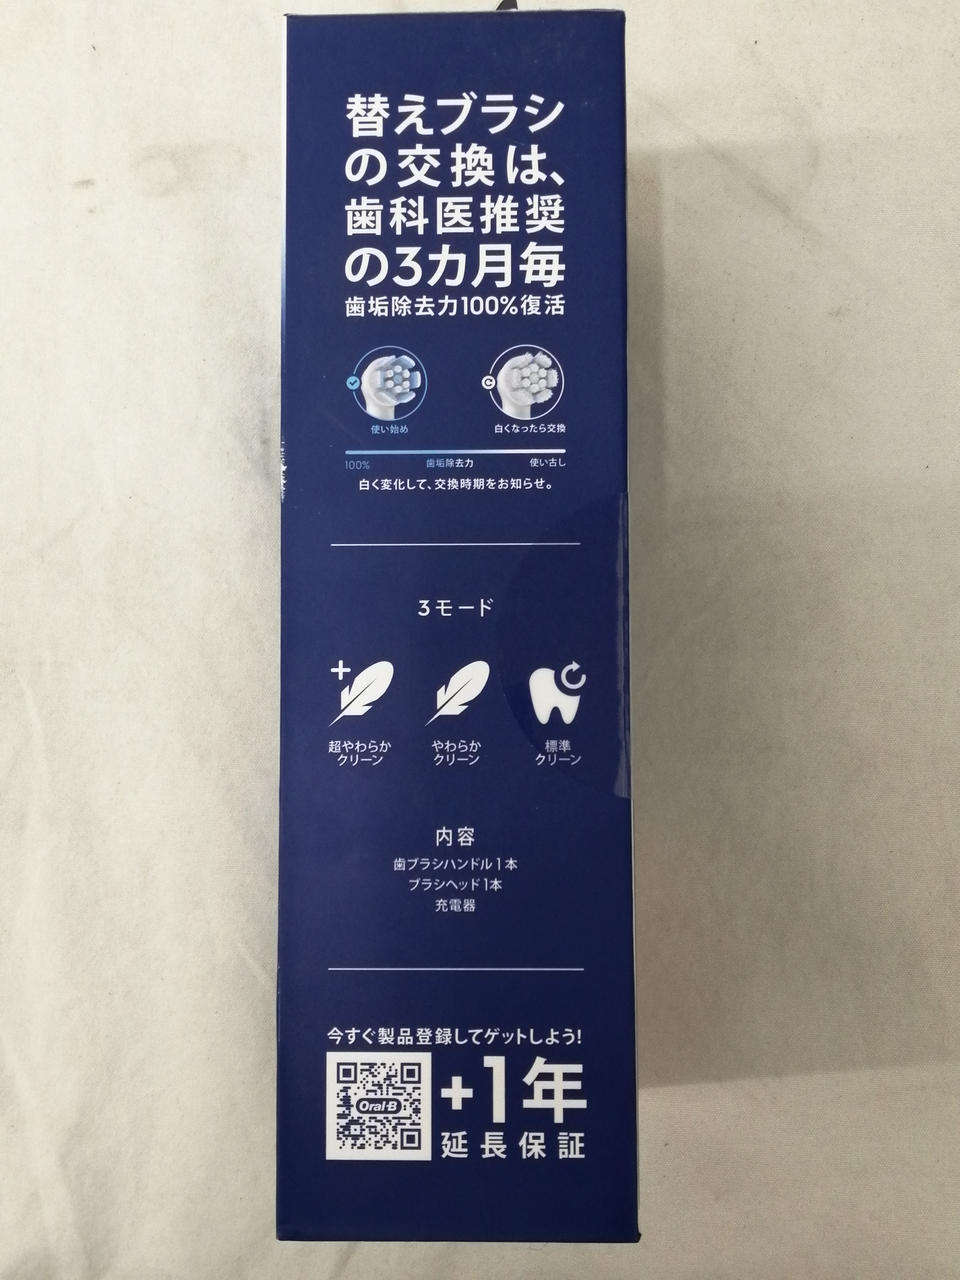 替えブラシ
の交換は、
歯科医推奨
の3カ月毎
歯垢除去力100%復活
使い始め
白くなったら交換
100%
歯垢除去力
使い古し
白く変化して、交換時期をお知らせ。
3モード
超やわらか
クリーン
やわらか
クリーン
標準
クリーン
内容
歯ブラシハンドル1本
ブラシヘッド1本
充電器
今すぐ製品登録してゲットしよう!
Oral-B
+1年
延長保証